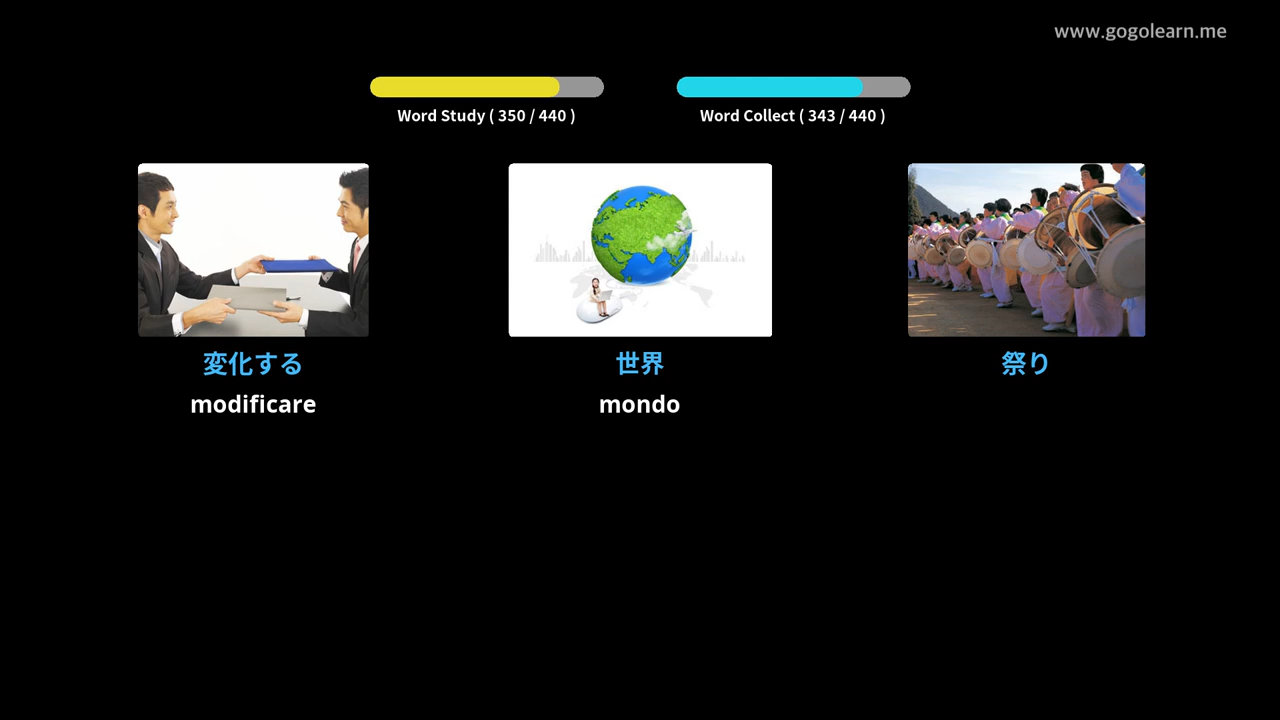 www.gogolearn.me
Word Study ( 350 / 440 )
Word Collect ( 343 / 440 )
変化する
modificare
世界
mondo
祭り